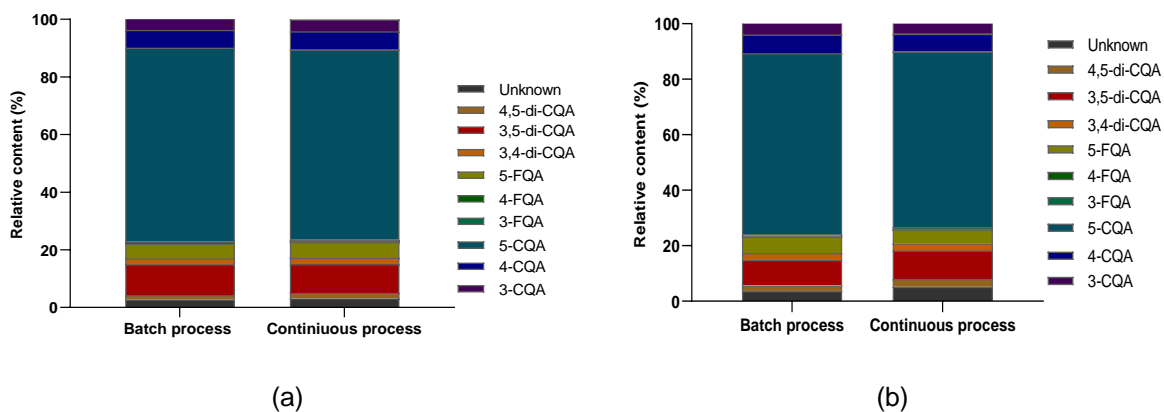 Relative content (%)
100
80
60
40
20
0
Batch process
Continiuous process
Unknown
4,5-di-CQA
3,5-di-CQA
3,4-di-CQA
5-FQA
4-FQA
3-FQA
5-CQA
4-CQA
3-CQA
(a)
Relative content (%)
100
80
60
40
20
0
Batch process
Continuous process
Unknown
4,5-di-CQA
3,5-di-CQA
3,4-di-CQA
5-FQA
4-FQA
3-FQA
5-CQA
4-CQA
3-CQA
(b)